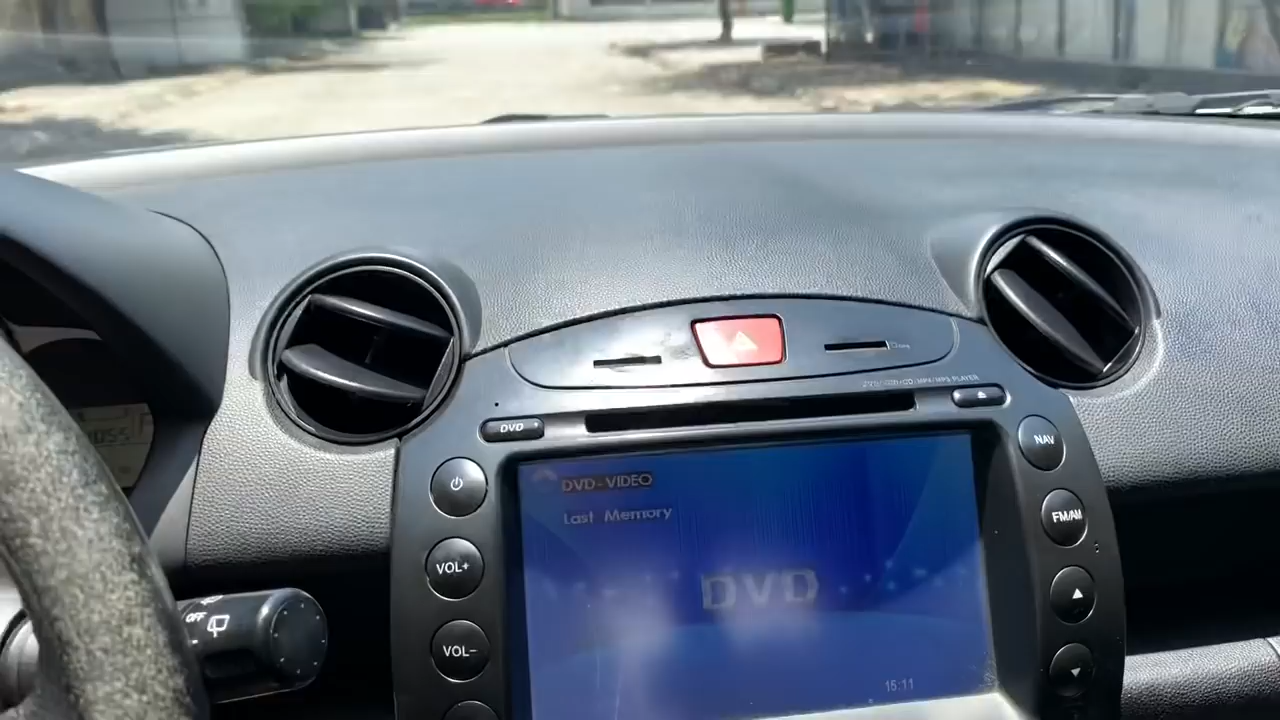 DVD
NAV
DVD-VIDEO
Last Memory
FM/AM
VOL+
DVD
VOL-
15:11
OFF